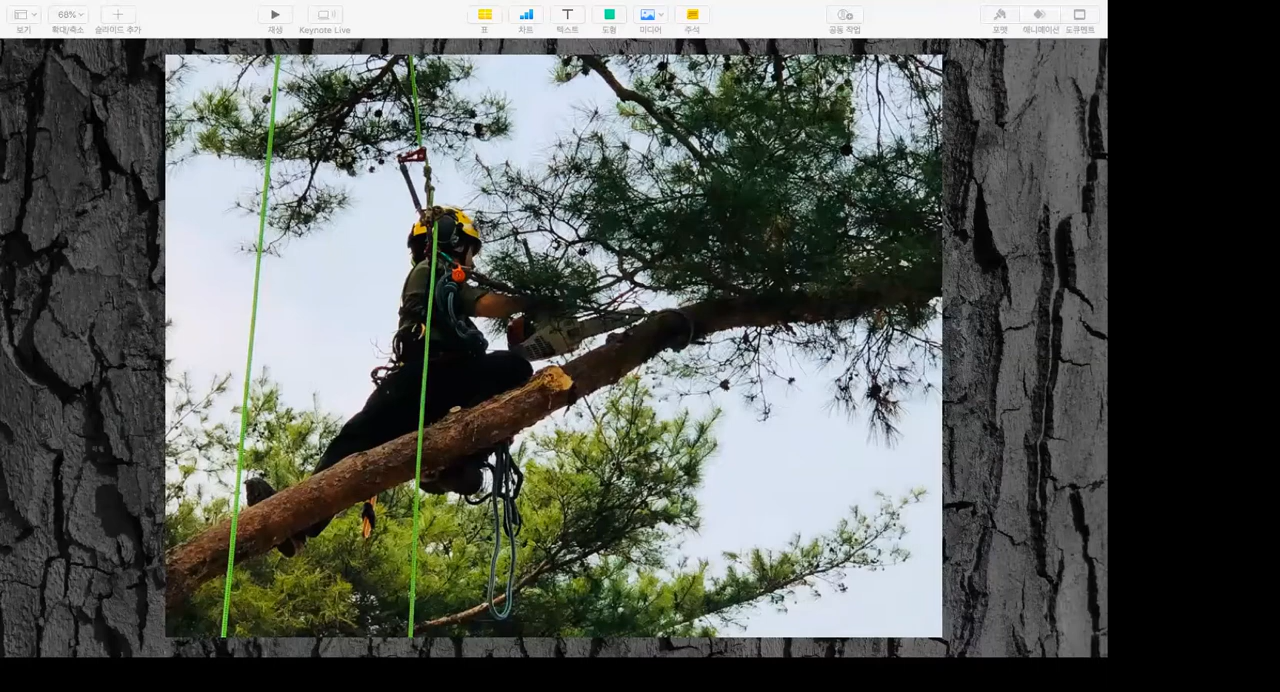 68%
보기
확대/축소
슬라이드 추가
재생
Keynote Live
표
차트
텍스트
도형
미디어
주석
공동 작업
포맷
애니메이션
도큐멘트